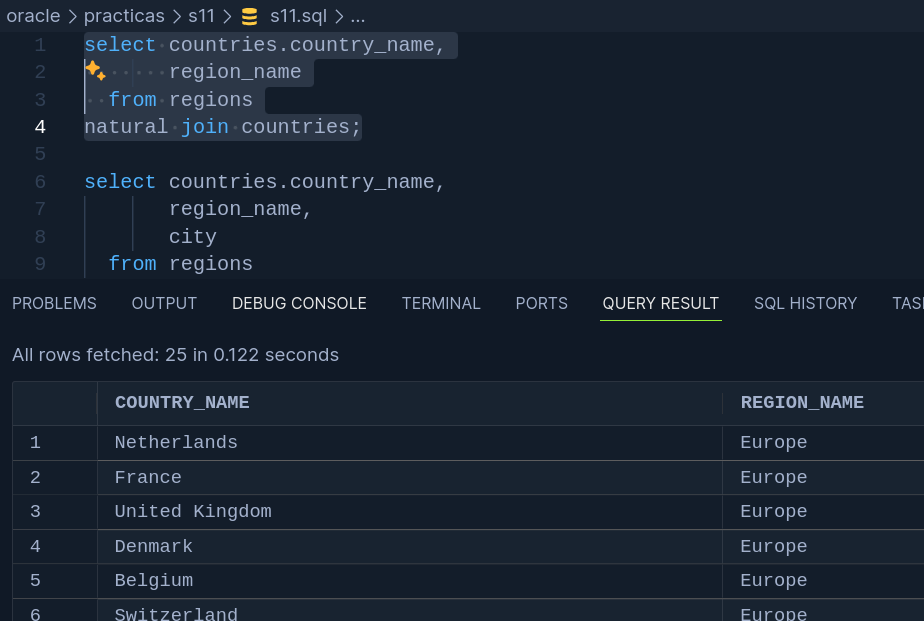 oracle > practicas > s11 > s11.sql > ...
1 select countries.country_name,
2 region_name
3 from regions
4 natural join countries;
5
6 select countries.country_name,
7 region_name,
8 city
9 from regions
PROBLEMS OUTPUT DEBUG CONSOLE TERMINAL PORTS QUERY RESULT SQL HISTORY TAS
All rows fetched: 25 in 0.122 seconds
COUNTRY_NAME REGION_NAME
1 Netherlands Europe
2 France Europe
3 United Kingdom Europe
4 Denmark Europe
5 Belgium Europe
6 Switzerland Europe